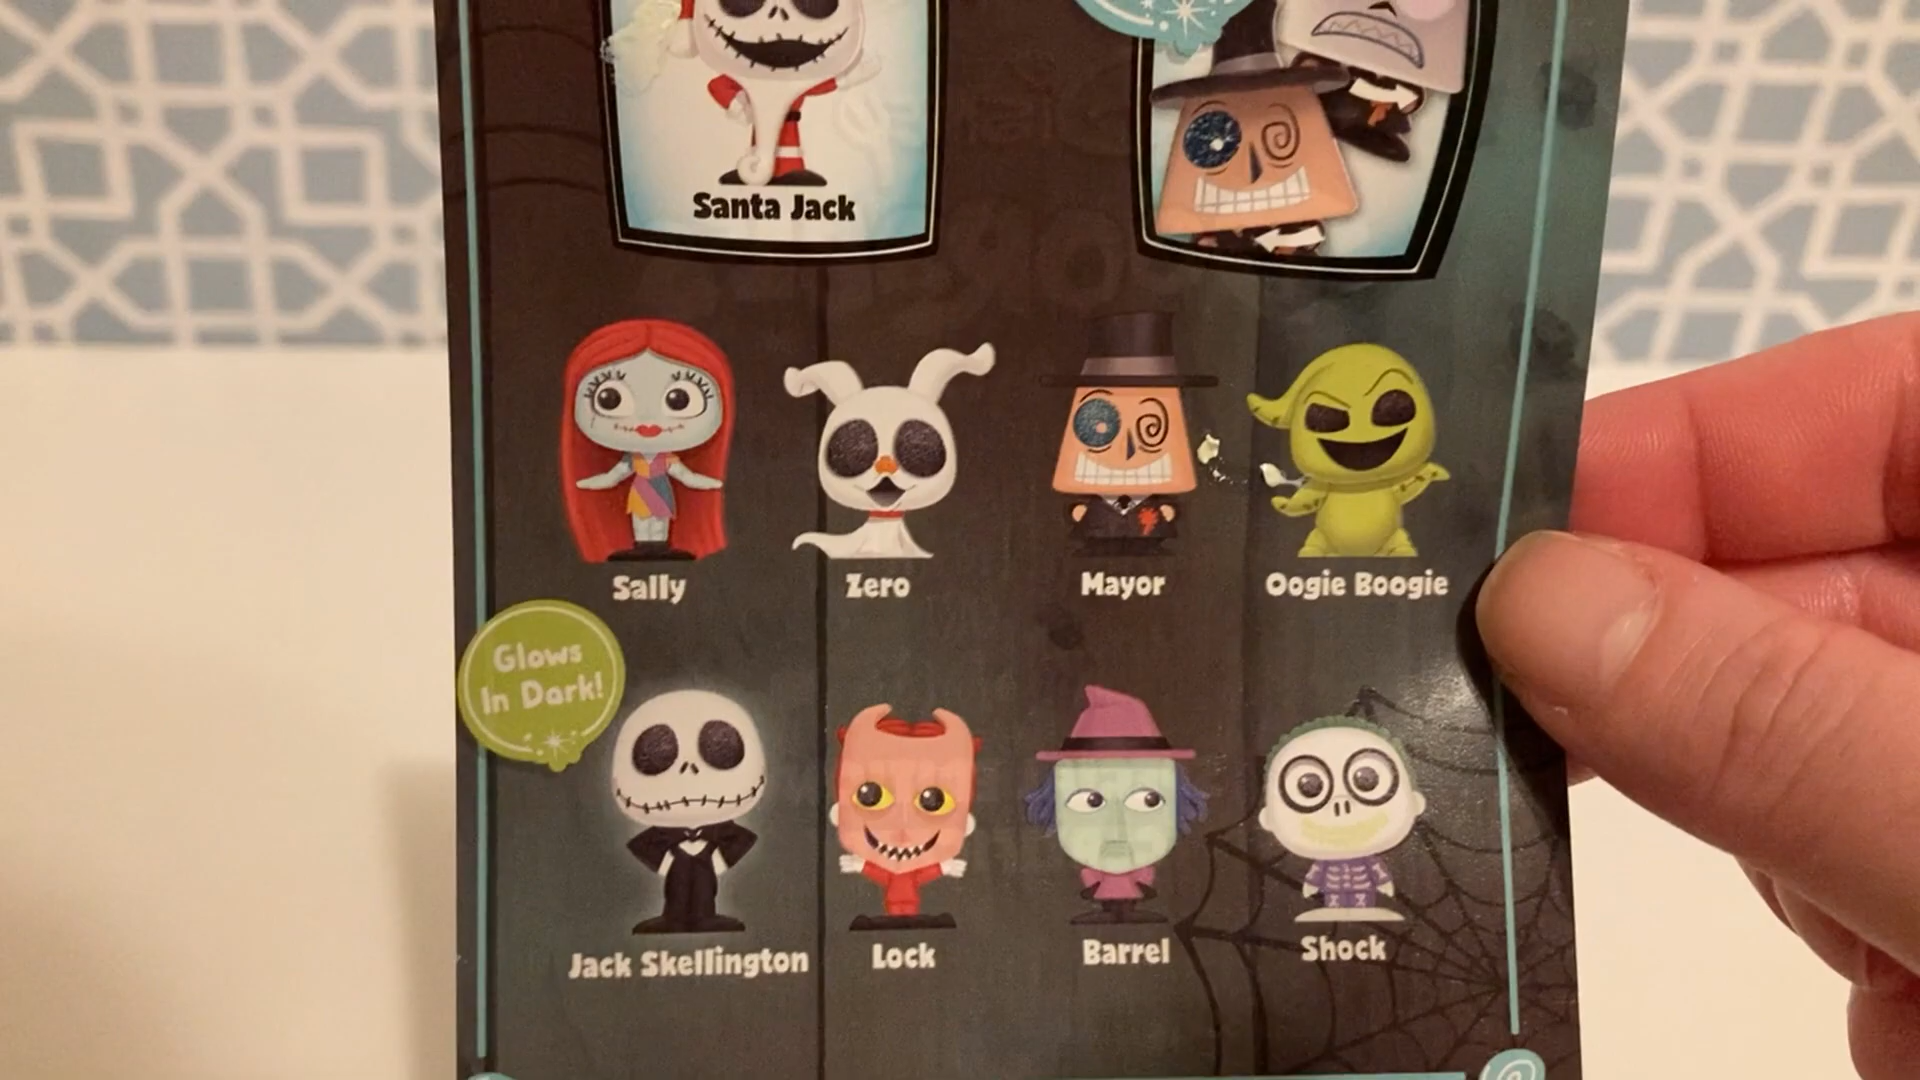 Santa Jack
Sally
Zero
Mayor
Oogie Boogie
Glows
In Dark!
Jack Skellington
Lock
Barrel
Shock